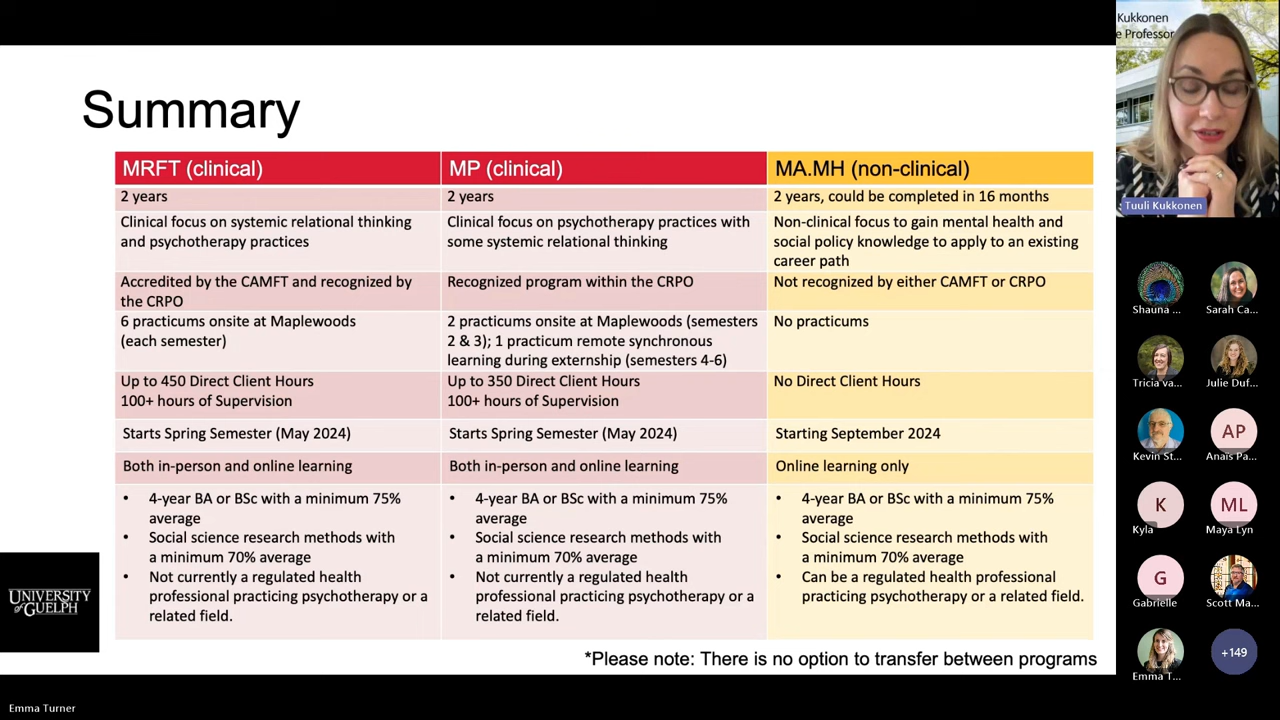 Kukkonen
e Professor
Tuuli Kukkonen
Summary
MRFT (clinical)
MP (clinical)
MA.MH (non-clinical)
2 years
2 years
2 years, could be completed in 16 months
Clinical focus on systemic relational thinking
and psychotherapy practices
Clinical focus on psychotherapy practices with
some systemic relational thinking
Non-clinical focus to gain mental health and
social policy knowledge to apply to an existing
career path
Accredited by the CAMFT and recognized by
the CRPO
Recognized program within the CRPO
Not recognized by either CAMFT or CRPO
6 practicums onsite at Maplewoods
(each semester)
2 practicums onsite at Maplewoods (semesters
2 & 3); 1 practicum remote synchronous
learning during externship (semesters 4-6)
No practicums
Up to 450 Direct Client Hours
100+ hours of Supervision
Up to 350 Direct Client Hours
100+ hours of Supervision
No Direct Client Hours
Starts Spring Semester (May 2024)
Starts Spring Semester (May 2024)
Starting September 2024
Both in-person and online learning
Both in-person and online learning
Online learning only
• 4-year BA or BSc with a minimum 75%
average
• Social science research methods with
a minimum 70% average
• Not currently a regulated health
professional practicing psychotherapy or a
related field.
• 4-year BA or BSc with a minimum 75%
average
• Social science research methods with
a minimum 70% average
• Not currently a regulated health
professional practicing psychotherapy or a
related field.
• 4-year BA or BSc with a minimum 75%
average
• Social science research methods with
a minimum 70% average
• Can be a regulated health professional
practicing psychotherapy or a related field.
UNIVERSITY
of GUELPH
*Please note: There is no option to transfer between programs
Shauna ...
Sarah Ca...
Tricia va...
Julie Duf...
Kevin St...
AP
Anais Pa...
K
Kyla
ML
Maya Lyn
G
Gabrielle
Scott Ma...
Emma T...
+149
Emma Turner